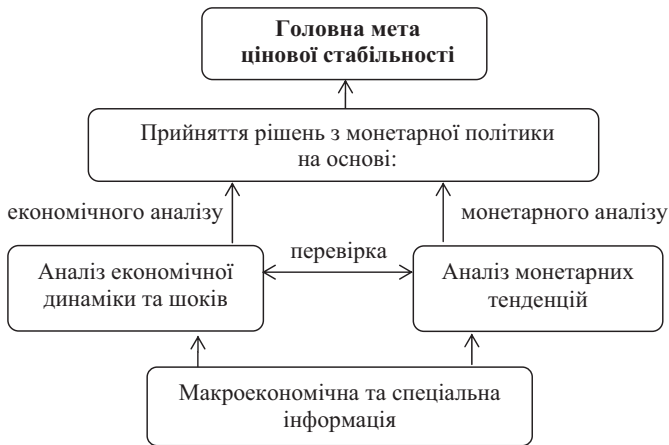 Головна мета
цінової стабільності
Прийняття рішень з монетарної політики
на основі:
економічного аналізу
монетарного аналізу
перевірка
Аналіз економічної
динаміки та шоків
Аналіз монетарних
тенденцій
Макроекономічна та спеціальна
інформація